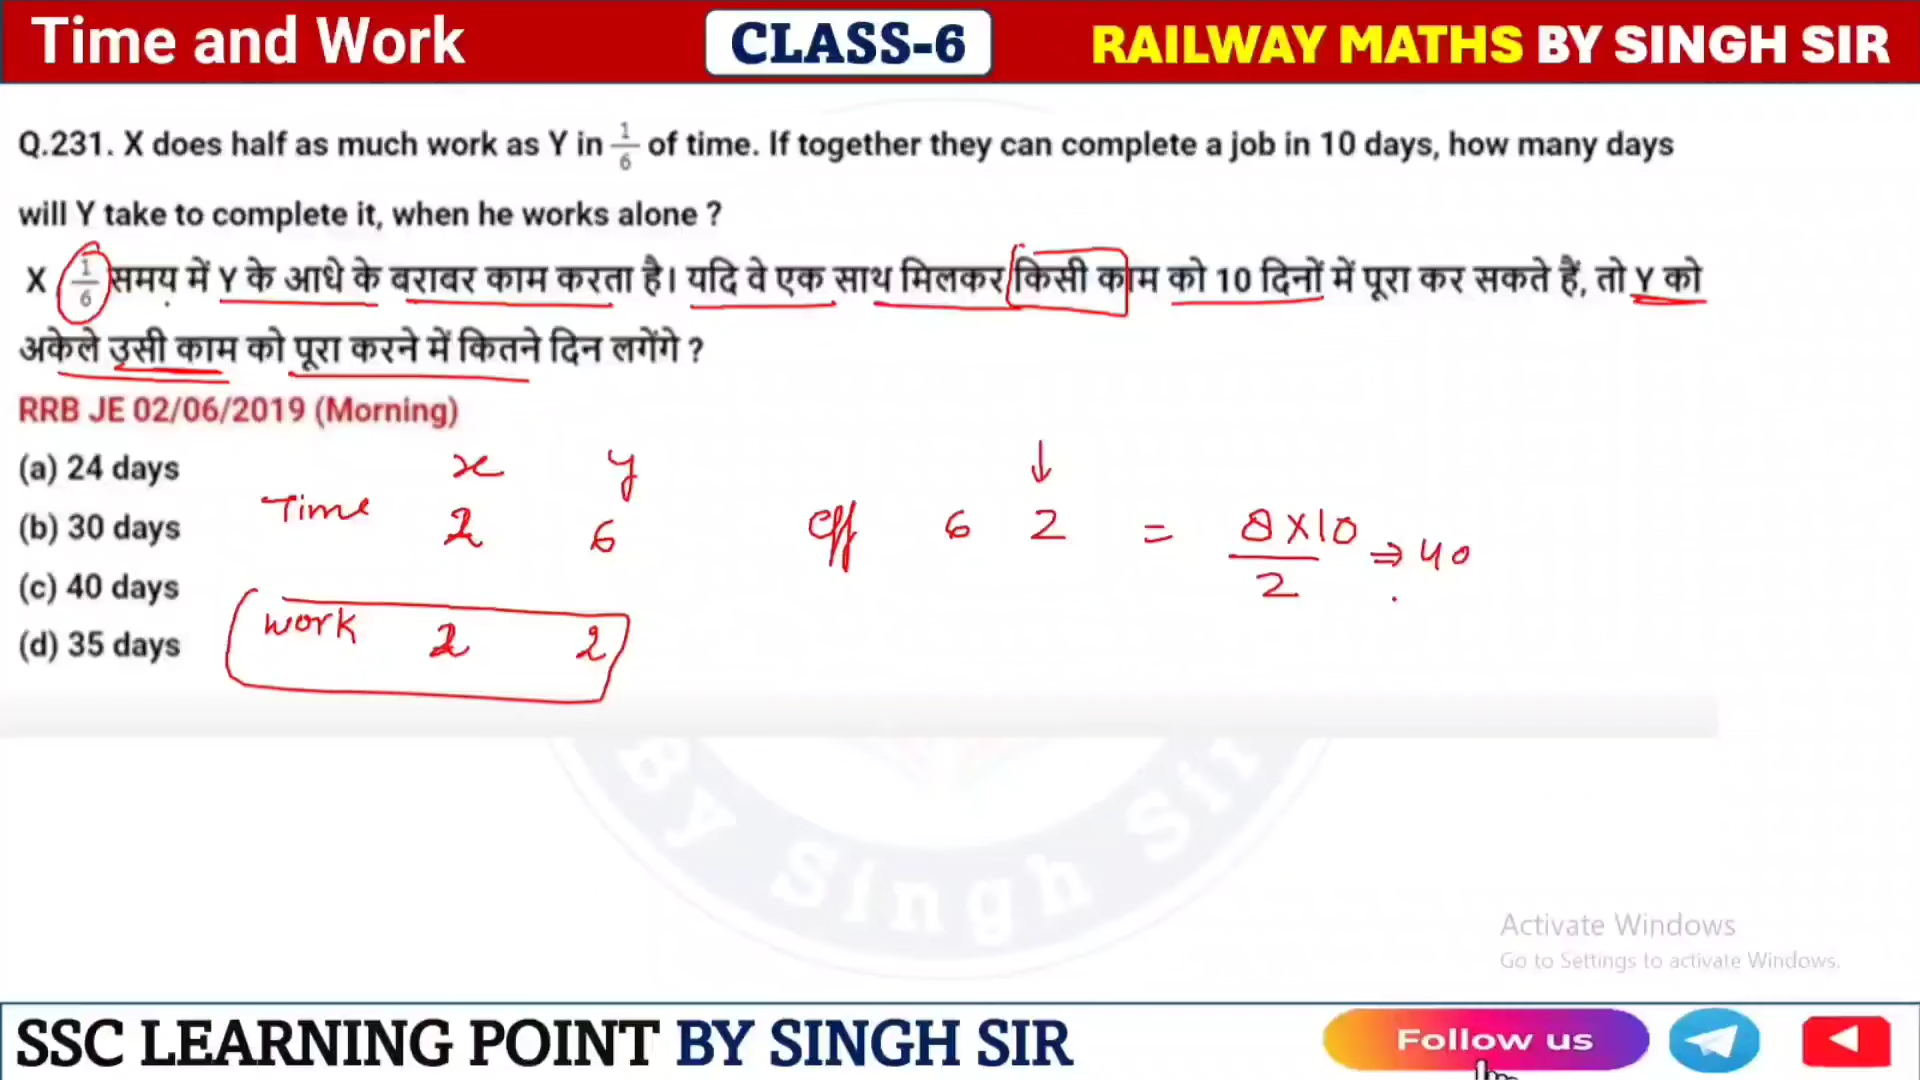 Time and Work
CLASS-6
RAILWAY MATHS BY SINGH SIR
Q.231. X does half as much work as Y in 1/6 of time. If together they can complete a job in 10 days, how many days
will Y take to complete it, when he works alone ?
X 1/6 समय में Y के आधे के बराबर काम करता है। यदि वे एक साथ मिलकर किसी काम को 10 दिनों में पूरा कर सकते हैं, तो Y को
अकेले उसी काम को पूरा करने में कितने दिन लगेंगे ?
RRB JE 02/06/2019 (Morning)
(a) 24 days
(b) 30 days
(c) 40 days
(d) 35 days
x y
Time 2 6
work 2 2
eff 6 2 = 8×10/2 ⇒ 40
By Singh Sir
Activate Windows
Go to Settings to activate Windows.
SSC LEARNING POINT BY SINGH SIR
Follow us